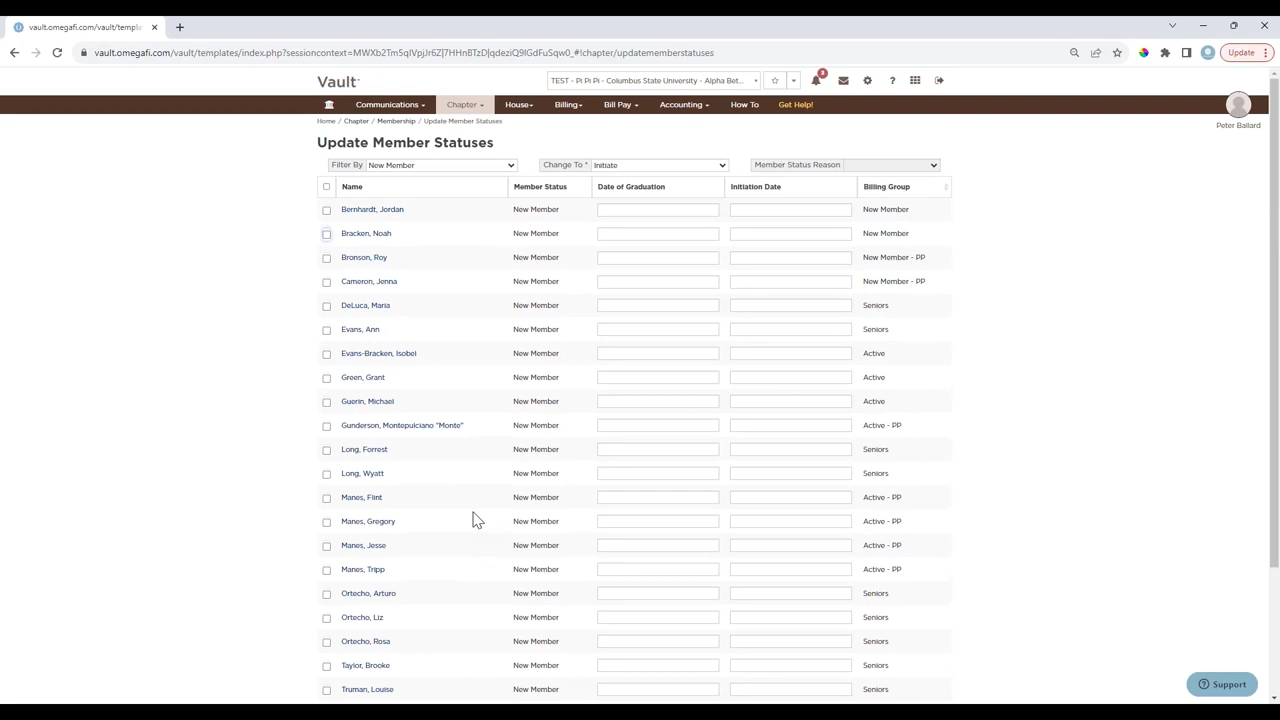 vault.omegafi.com/vault/templa
vault.omegafi.com/vault/templates/index.php?sessioncontext= Update
Vault TEST - Pi Pi Pi - Columbus State University - Alpha Bet... 3
Communications Chapter House Billing Bill Pay Accounting How To Get Help!
Peter Ballard
Home / Chapter / Membership / Update Member Statuses
Update Member Statuses
Filter By New Member Change To * Initiate Member Status Reason
Name Member Status Date of Graduation Initiation Date Billing Group
Bernhardt, Jordan New Member New Member
Bracken, Noah New Member New Member
Bronson, Roy New Member New Member - PP
Cameron, Jenna New Member New Member - PP
DeLuca, Maria New Member Seniors
Evans, Ann New Member Seniors
Evans-Bracken, Isobel New Member Active
Green, Grant New Member Active
Guerin, Michael New Member Active
Gunderson, Montepulciano "Monte" New Member Active - PP
Long, Forrest New Member Seniors
Long, Wyatt New Member Seniors
Manes, Flint New Member Active - PP
Manes, Gregory New Member Active - PP
Manes, Jesse New Member Active - PP
Manes, Tripp New Member Active - PP
Ortecho, Arturo New Member Seniors
Ortecho, Liz New Member Seniors
Ortecho, Rosa New Member Seniors
Taylor, Brooke New Member Seniors
Truman, Louise New Member Seniors
Support